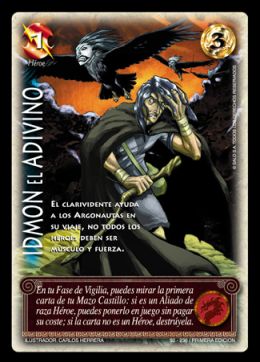 1
Héroe
3
IDMON EL ADIVINO
EL CLARIVIDENTE AYUDA
A LOS ARGONAUTAS EN
SU VIAJE, NO TODOS LOS
HÉROES DEBEN SER
MÚSCULO Y FUERZA.
En tu Fase de Vigilia, puedes mirar la primera
carta de tu Mazo Castillo: si es un Aliado de
raza Héroe, puedes ponerlo en juego sin pagar
su coste; si la carta no es un Héroe, destrúyela.
ILUSTRADOR: CARLOS HERRERA
/ PRIMERA EDICION